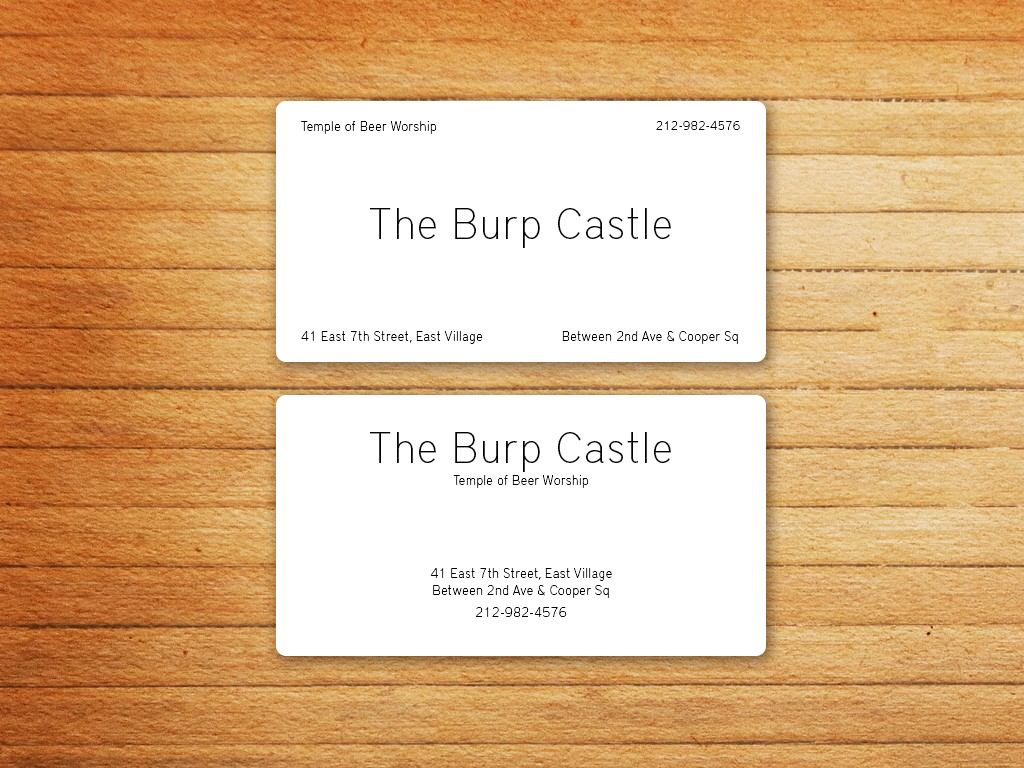 Temple of Beer Worship
212-982-4576
The Burp Castle
41 East 7th Street, East Village
Between 2nd Ave & Cooper Sq
The Burp Castle
Temple of Beer Worship
41 East 7th Street, East Village
Between 2nd Ave & Cooper Sq
212-982-4576